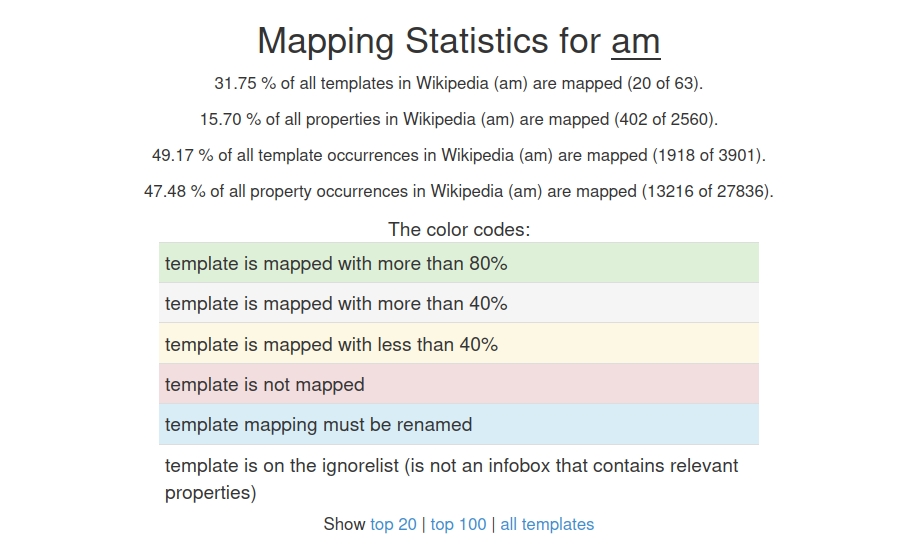 Mapping Statistics for am
31.75 % of all templates in Wikipedia (am) are mapped (20 of 63).
15.70 % of all properties in Wikipedia (am) are mapped (402 of 2560).
49.17 % of all template occurrences in Wikipedia (am) are mapped (1918 of 3901).
47.48 % of all property occurrences in Wikipedia (am) are mapped (13216 of 27836).
The color codes:
template is mapped with more than 80%
template is mapped with more than 40%
template is mapped with less than 40%
template is not mapped
template mapping must be renamed
template is on the ignorelist (is not an infobox that contains relevant
properties)
Show top 20 | top 100 | all templates